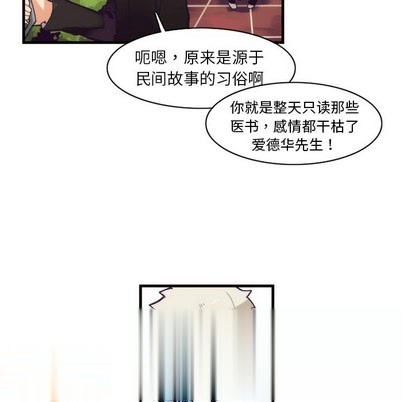 呃嗯，原来是源于
民间故事的习俗啊
你就是整天只读那些
医书，感情都干枯了
爱德华先生！